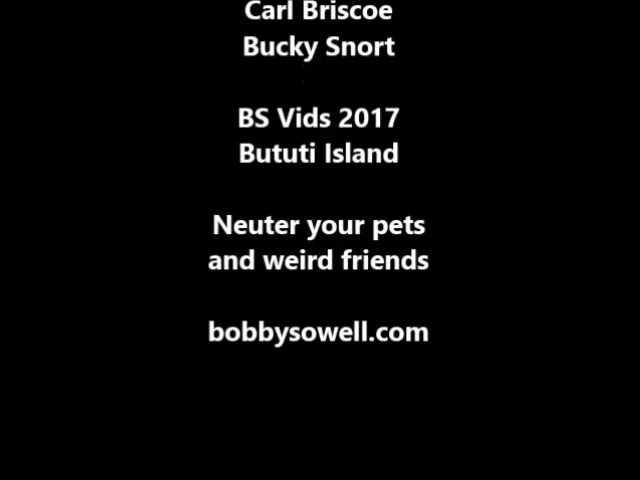 Carl Briscoe
Bucky Snort
BS Vids 2017
Bututi Island
Neuter your pets
and weird friends
bobbysowell.com